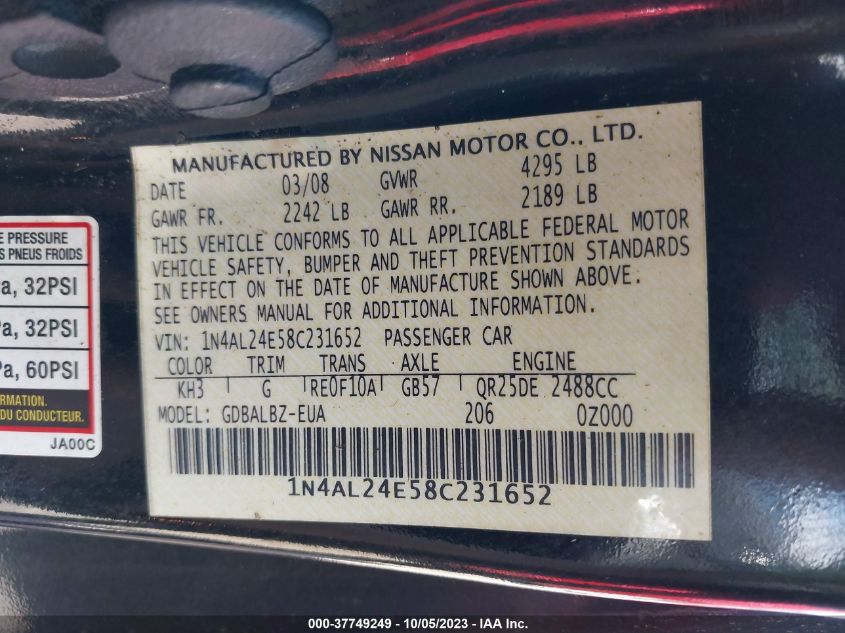 MANUFACTURED BY NISSAN MOTOR CO., LTD.
DATE 03/08 GVWR 4295 LB
GAWR FR. 2242 LB GAWR RR. 2189 LB
THIS VEHICLE CONFORMS TO ALL APPLICABLE FEDERAL MOTOR
VEHICLE SAFETY, BUMPER AND THEFT PREVENTION STANDARDS
IN EFFECT ON THE DATE OF MANUFACTURE SHOWN ABOVE.
SEE OWNERS MANUAL FOR ADDITIONAL INFORMATION.
VIN: 1N4AL24E58C231652 PASSENGER CAR
COLOR TRIM TRANS AXLE ENGINE
KH3 G RE0F10A GB57 QR25DE 2488CC
MODEL: GDBALBZ-EUA 206 0Z000
1N4AL24E58C231652
PRESSURE
PNEUS FROIDS
, 32PSI
, 32PSI
, 60PSI
CONDUCTEUR.
JA00C
000-37749249 - 10/05/2023 - IAA Inc.